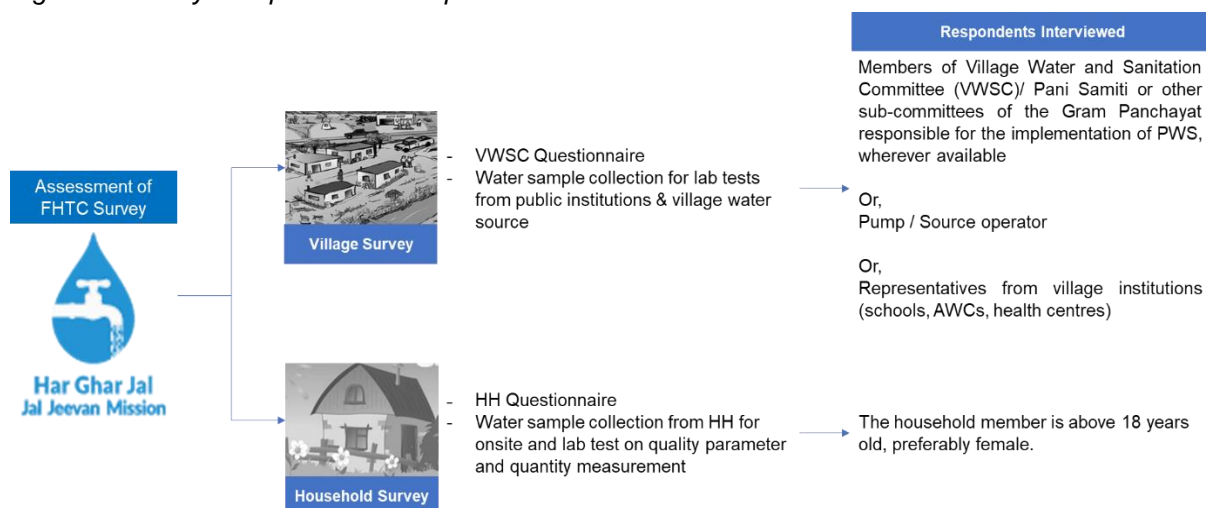 Respondents Interviewed
Members of Village Water and Sanitation
Committee (VWSC)/ Pani Samiti or other
sub-committees of the Gram Panchayat
responsible for the implementation of PWS,
wherever available
Or,
Pump / Source operator
Or,
Representatives from village institutions
(schools, AWCs, health centres)
Assessment of
FHTC Survey
Har Ghar Jal
Jal Jeevan Mission
- VWSC Questionnaire
- Water sample collection for lab tests
from public institutions & village water
source
Village Survey
- HH Questionnaire
- Water sample collection from HH for
onsite and lab test on quality parameter
and quantity measurement
Household Survey
The household member is above 18 years
old, preferably female.